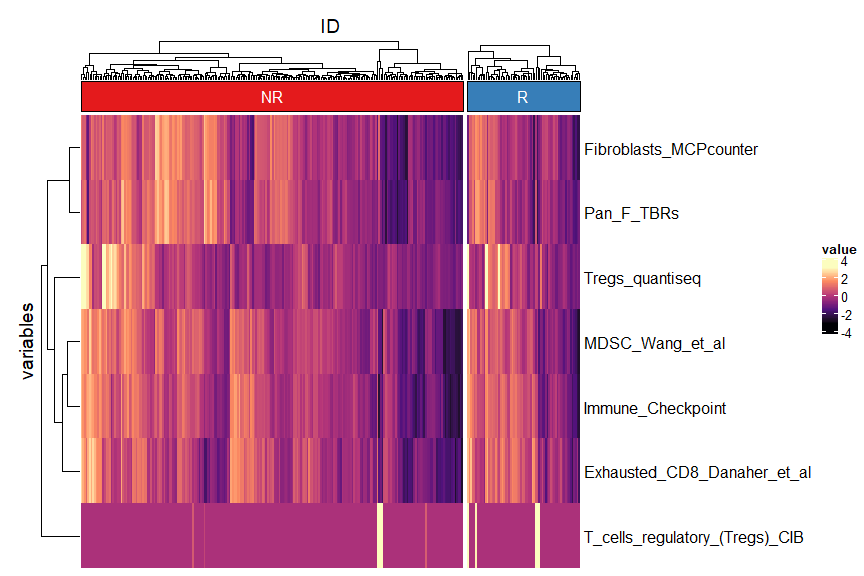 ID
NR
R
Fibroblasts_MCPcounter
Pan_F_TBRs
Tregs_quantiseq
MDSC_Wang_et_al
Immune_Checkpoint
Exhausted_CD8_Danaher_et_al
T_cells_regulatory_(Tregs)_CIB
variables
value
4
2
0
-2
-4